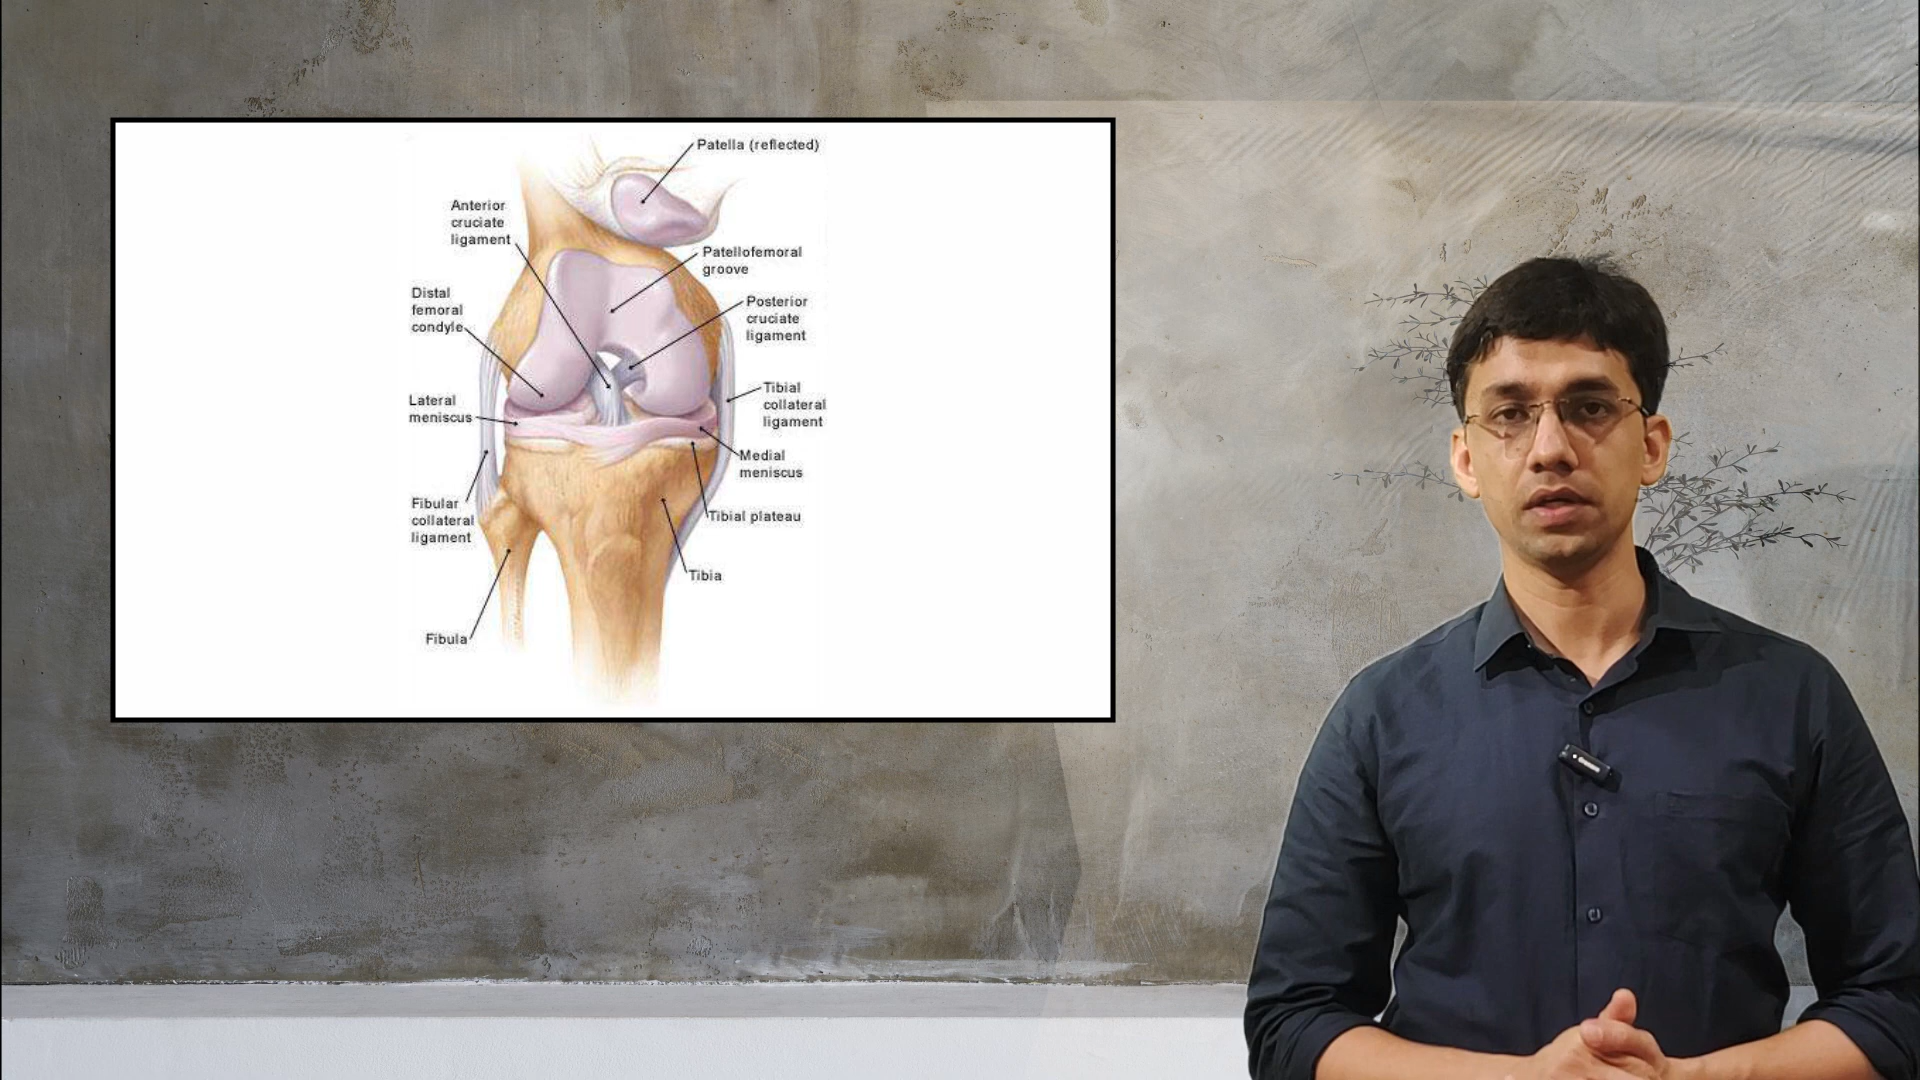 Patella (reflected)
Anterior
cruciate
ligament
Patellofemoral
groove
Distal
femoral
condyle
Posterior
cruciate
ligament
Tibial
collateral
ligament
Lateral
meniscus
Medial
meniscus
Fibular
collateral
ligament
Tibial plateau
Tibia
Fibula